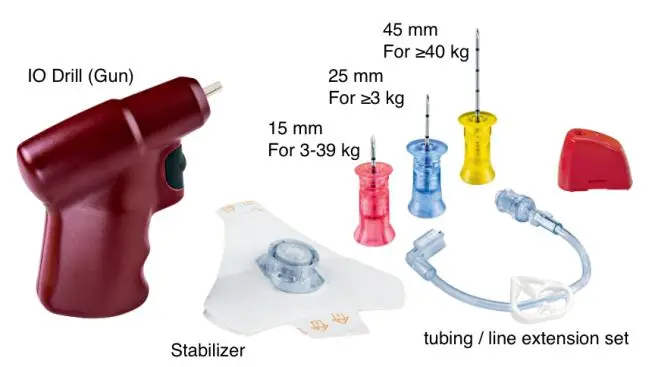 45 mm
For ≥40 kg
IO Drill (Gun)
25 mm
For ≥3 kg
15 mm
For 3-39 kg
tubing / line extension set
Stabilizer